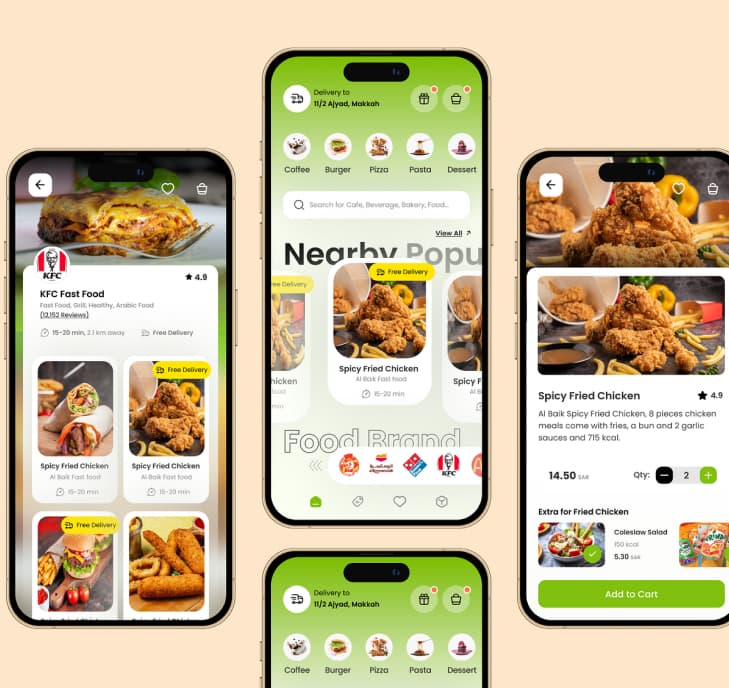 KFC
4.9
KFC Fast Food
Fast Food, Grill, Healthy, Arabic Food
(12,152 Reviews)
15-20 min, 2.1 km away
Free Delivery
Spicy Fried Chicken
Al Baik Fast food
15-20 min
Free Delivery
Spicy Fried Chicken
Al Baik Fast food
15-20 min
Free Delivery
Delivery to
11/2 Ajyad, Makkah
Coffee
Burger
Pizza
Pasta
Dessert
Search for Cafe, Beverage, Bakery, Food...
View All
Nearby Popu
ee Delivery
hicken
food
min
Free Delivery
Spicy Fried Chicken
Al Baik Fast food
15-20 min
Spicy F
Al Ba
Food Brand
KFC
Delivery to
11/2 Ajyad, Makkah
Coffee
Burger
Pizza
Pasta
Dessert
Spicy Fried Chicken
4.9
Al Baik Spicy Fried Chicken, 8 pieces chicken
meals come with fries, a bun and 2 garlic
sauces and 715 kcal.
14.50 SAR
Qty:
2
Extra for Fried Chicken
Coleslaw Salad
150 kcal
5.30 SAR
Add to Cart